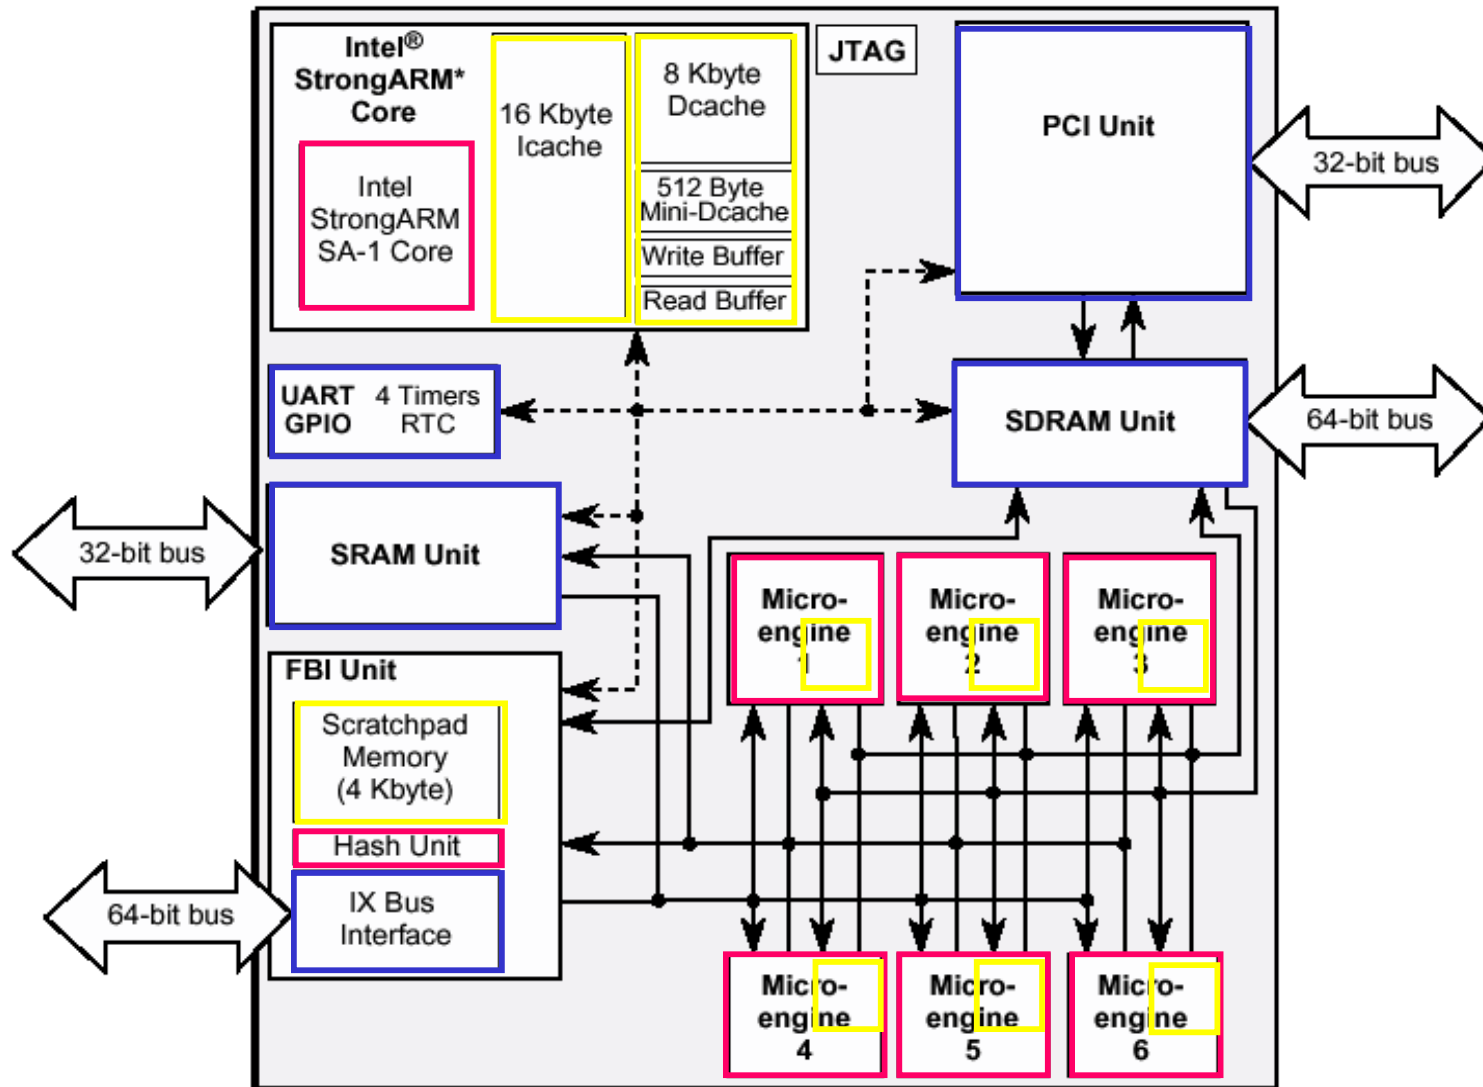 Intel®
StrongARM*
Core
Intel
StrongARM
SA-1 Core
16 Kbyte
Icache
8 Kbyte
Dcache
512 Byte
Mini-Dcache
Write Buffer
Read Buffer
JTAG
PCI Unit
32-bit bus
UART 4 Timers
GPIO RTC
SDRAM Unit
64-bit bus
32-bit bus
SRAM Unit
FBI Unit
Scratchpad
Memory
(4 Kbyte)
Hash Unit
64-bit bus
IX Bus
Interface
Micro-
engine
1
Micro-
engine
2
Micro-
engine
3
Micro-
engine
4
Micro-
engine
5
Micro-
engine
6